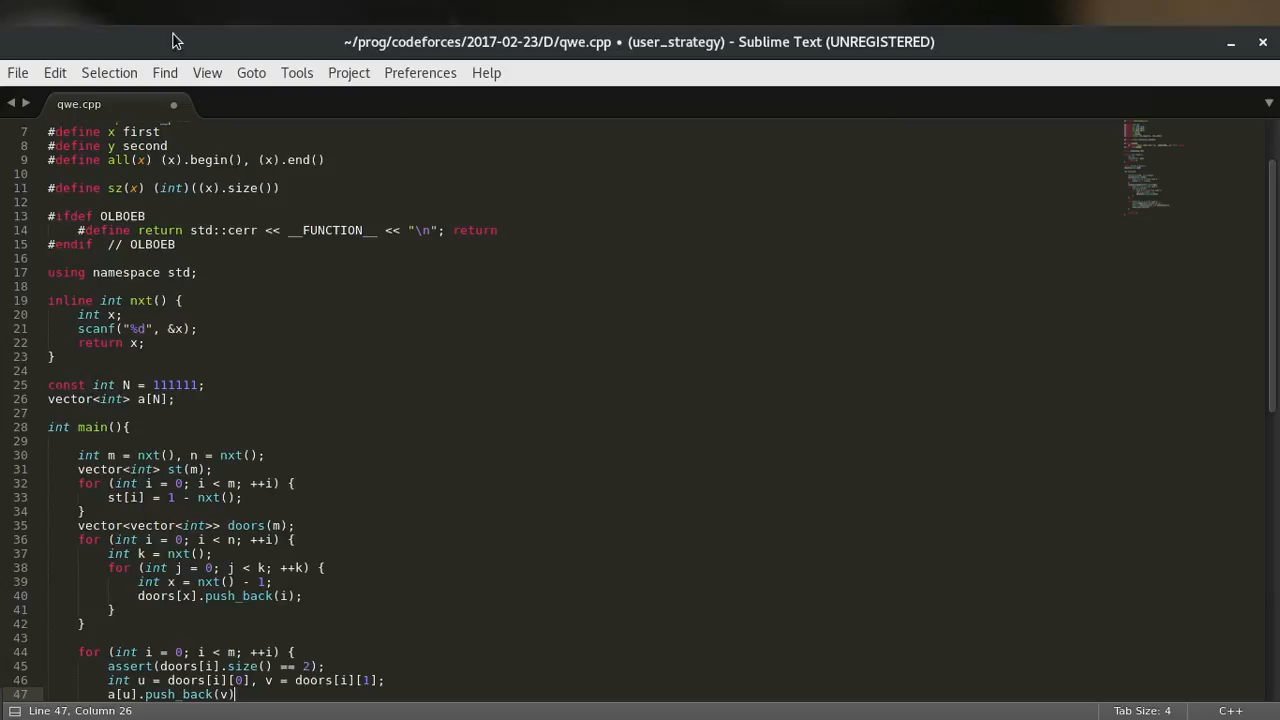 ~/prog/codeforces/2017-02-23/D/qwe.cpp • (user_strategy) - Sublime Text (UNREGISTERED)
File Edit Selection Find View Goto Tools Project Preferences Help
qwe.cpp
7 #define x first
8 #define y second
9 #define all(x) (x).begin(), (x).end()
10
11 #define sz(x) (int)((x).size())
12
13 #ifdef OLBOEB
14 #define return std::cerr << __FUNCTION__ << "\n"; return
15 #endif // OLBOEB
16
17 using namespace std;
18
19 inline int nxt() {
20 int x;
21 scanf("%d", &x);
22 return x;
23 }
24
25 const int N = 111111;
26 vector<int> a[N];
27
28 int main(){
29
30 int m = nxt(), n = nxt();
31 vector<int> st(m);
32 for (int i = 0; i < m; ++i) {
33 st[i] = 1 - nxt();
34 }
35 vector<vector<int>> doors(m);
36 for (int i = 0; i < n; ++i) {
37 int k = nxt();
38 for (int j = 0; j < k; ++k) {
39 int x = nxt() - 1;
40 doors[x].push_back(i);
41 }
42 }
43
44 for (int i = 0; i < m; ++i) {
45 assert(doors[i].size() == 2);
46 int u = doors[i][0], v = doors[i][1];
47 a[u].push_back(v)
Line 47, Column 26 Tab Size: 4 C++